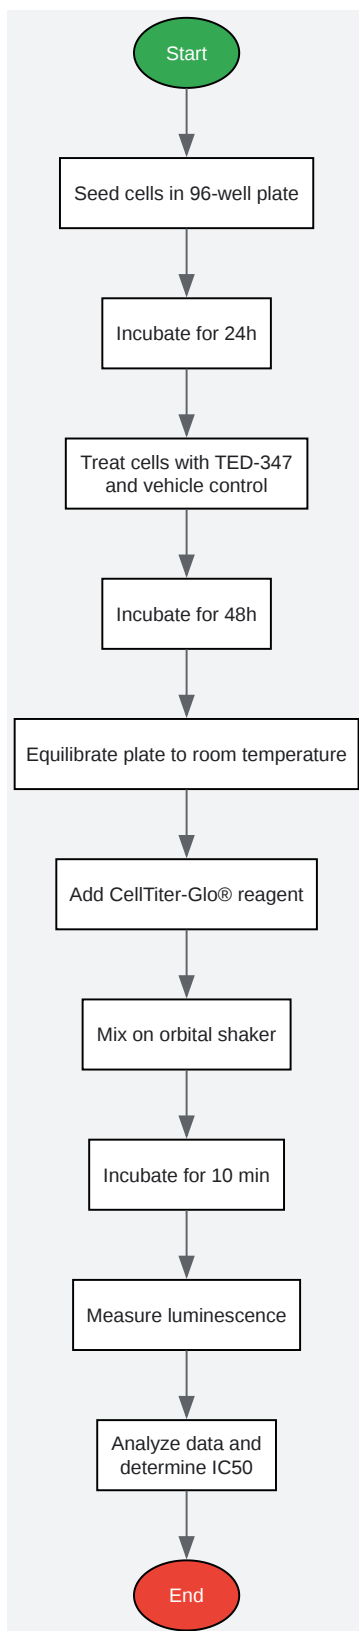 Start
Seed cells in 96-well plate
Incubate for 24h
Treat cells with TED-347
and vehicle control
Incubate for 48h
Equilibrate plate to room temperature
Add CellTiter-Glo® reagent
Mix on orbital shaker
Incubate for 10 min
Measure luminescence
Analyze data and
determine IC50
End